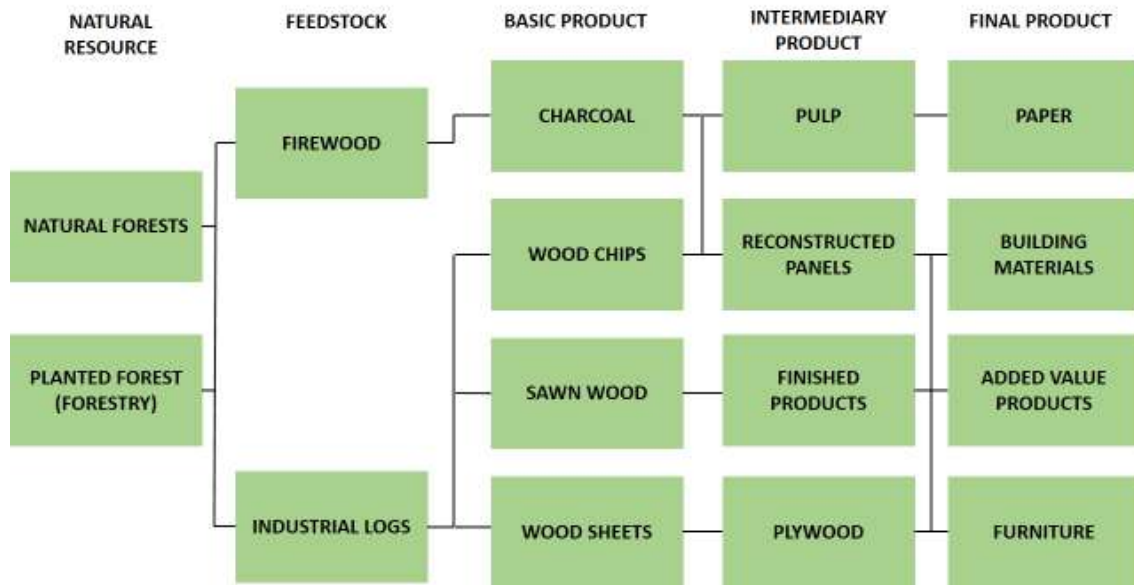 NATURAL
RESOURCE
FEEDSTOCK
BASIC PRODUCT
INTERMEDIARY
PRODUCT
FINAL PRODUCT
FIREWOOD
CHARCOAL
PULP
PAPER
NATURAL FORESTS
WOOD CHIPS
RECONSTRUCTED
PANELS
BUILDING
MATERIALS
PLANTED FOREST
(FORESTRY)
SAWN WOOD
FINISHED
PRODUCTS
ADDED VALUE
PRODUCTS
INDUSTRIAL LOGS
WOOD SHEETS
PLYWOOD
FURNITURE